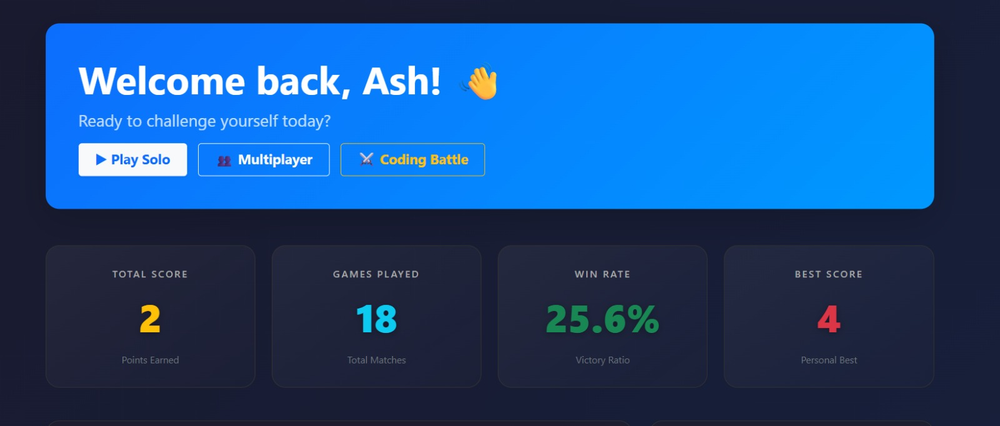 Welcome back, Ash! 👋
Ready to challenge yourself today?
▶ Play Solo
👥 Multiplayer
⚔️ Coding Battle
TOTAL SCORE
2
Points Earned
GAMES PLAYED
18
Total Matches
WIN RATE
25.6%
Victory Ratio
BEST SCORE
4
Personal Best